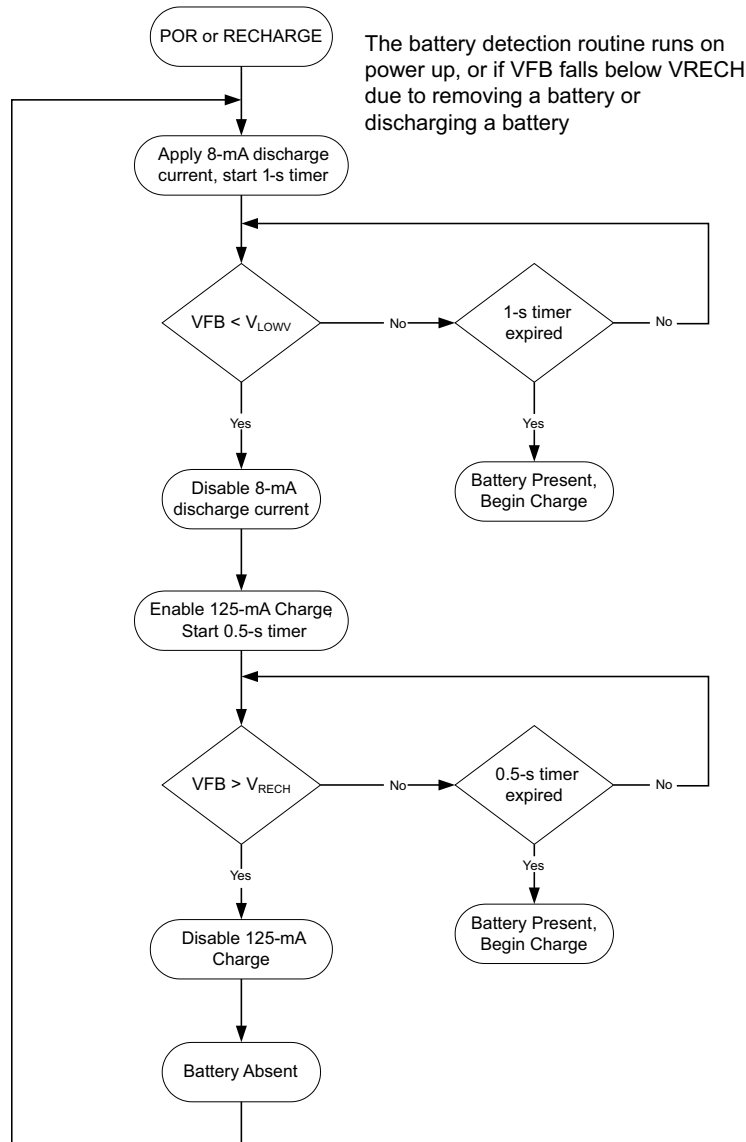 POR or RECHARGE
The battery detection routine runs on
power up, or if VFB falls below VRECH
due to removing a battery or
discharging a battery
Apply 8-mA discharge
current, start 1-s timer
VFB < VLOWV
No
1-s timer
expired
No
Yes
Yes
Disable 8-mA
discharge current
Battery Present,
Begin Charge
Enable 125-mA Charge,
Start 0.5-s timer
VFB > VRECH
No
0.5-s timer
expired
No
Yes
Yes
Disable 125-mA
Charge
Battery Present,
Begin Charge
Battery Absent